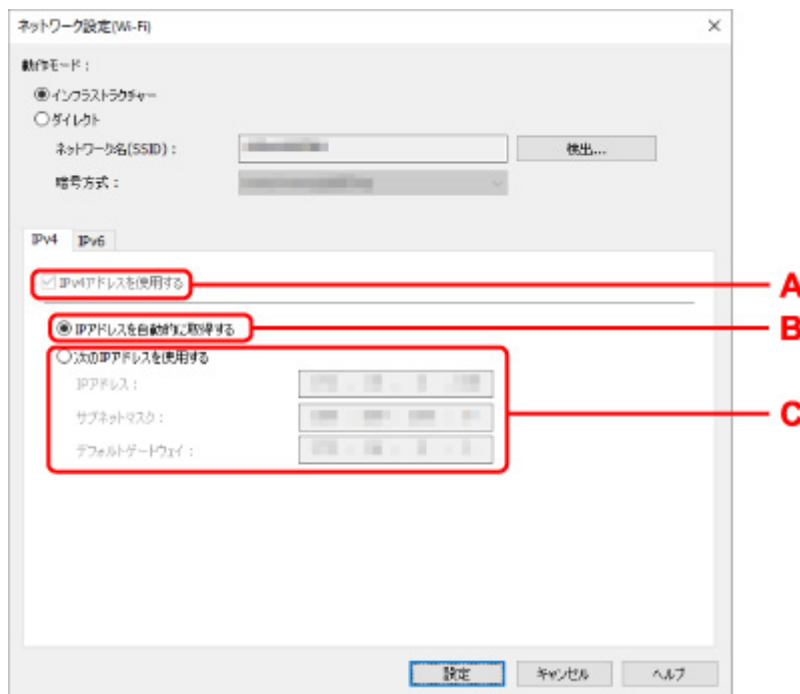 ネットワーク設定(Wi-Fi)
動作モード：
インフラストラクチャー
ダイレクト
ネットワーク名(SSID)：
検出...
暗号方式：
IPv4 IPv6
IPv4アドレスを使用する
A
IPアドレスを自動的に取得する
B
次のIPアドレスを使用する
IPアドレス：
サブネットマスク：
C
デフォルトゲートウェイ：
設定 キャンセル ヘルプ